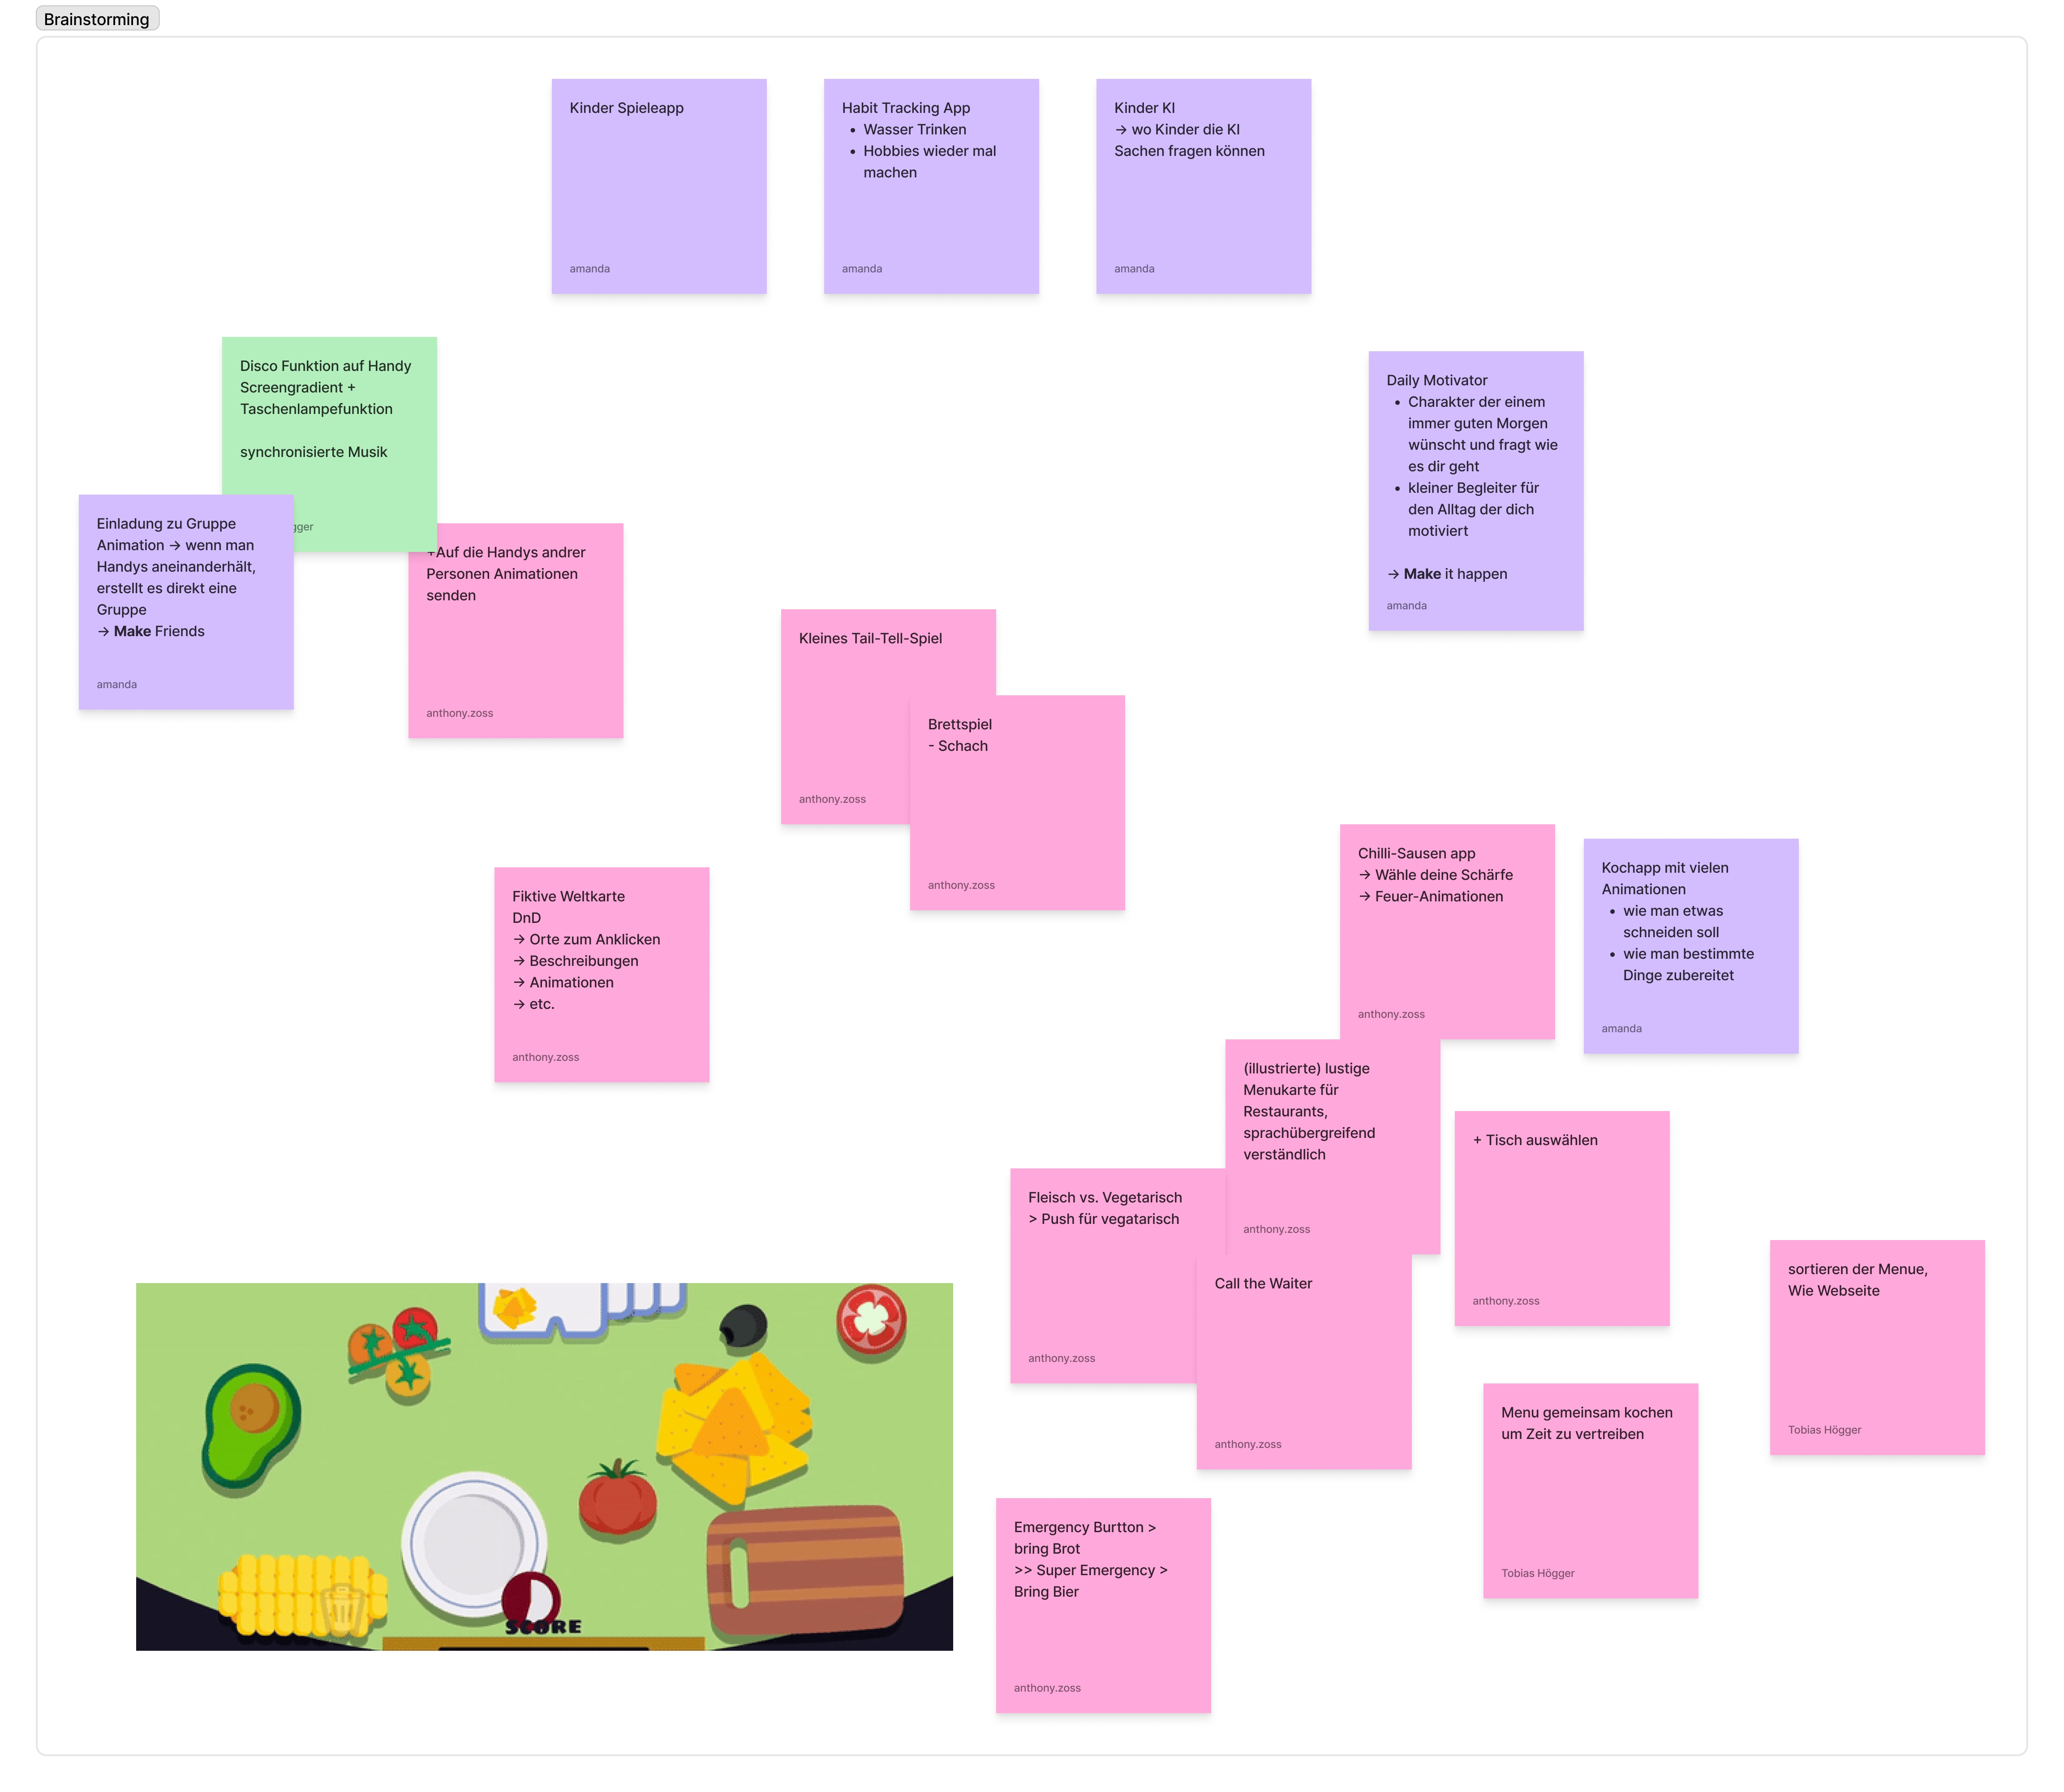 Brainstorming
Kinder Spieleapp
amanda
Habit Tracking App
• Wasser Trinken
• Hobbies wieder mal
machen
amanda
Kinder KI
→ wo Kinder die KI
Sachen fragen können
amanda
Disco Funktion auf Handy
Screengradient +
Taschenlampefunktion
synchronisierte Musik
gger
Einladung zu Gruppe
Animation → wenn man
Handys aneinanderhält,
erstellt es direkt eine
Gruppe
→ Make Friends
amanda
+Auf die Handys andrer
Personen Animationen
senden
anthony.zoss
Daily Motivator
• Charakter der einem
immer guten Morgen
wünscht und fragt wie
es dir geht
• kleiner Begleiter für
den Alltag der dich
motiviert
→ Make it happen
amanda
Kleines Tail-Tell-Spiel
anthony.zoss
Brettspiel
- Schach
anthony.zoss
Fiktive Weltkarte
DnD
→ Orte zum Anklicken
→ Beschreibungen
→ Animationen
→ etc.
anthony.zoss
Chilli-Sausen app
→ Wähle deine Schärfe
→ Feuer-Animationen
anthony.zoss
Kochapp mit vielen
Animationen
• wie man etwas
schneiden soll
• wie man bestimmte
Dinge zubereitet
amanda
(illustrierte) lustige
Menukarte für
Restaurants,
sprachübergreifend
verständlich
anthony.zoss
+ Tisch auswählen
anthony.zoss
Fleisch vs. Vegetarisch
> Push für vegatarisch
anthony.zoss
Call the Waiter
anthony.zoss
sortieren der Menue,
Wie Webseite
Tobias Högger
Menu gemeinsam kochen
um Zeit zu vertreiben
Tobias Högger
Emergency Burtton >
bring Brot
>> Super Emergency >
Bring Bier
anthony.zoss
SCORE